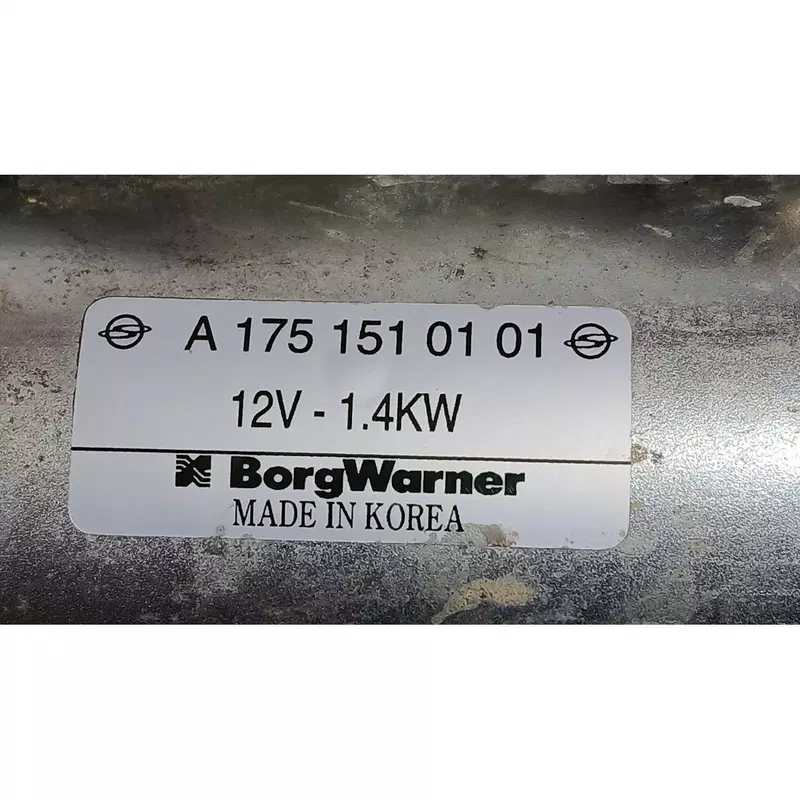 A 175 151 01 01
12V - 1.4KW
BorgWarner
MADE IN KOREA